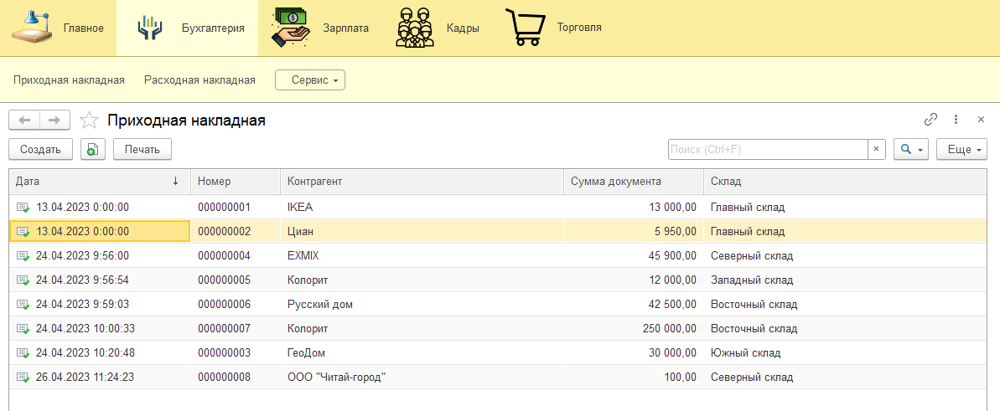 Главное Бухгалтерия Зарплата Кадры Торговля
Приходная накладная Расходная накладная Сервис
Приходная накладная
Создать Печать Поиск (Ctrl+F) × Еще
Дата ↓ Номер Контрагент Сумма документа Склад
13.04.2023 0:00:00 000000001 IKEA 13 000,00 Главный склад
13.04.2023 0:00:00 000000002 Циан 5 950,00 Главный склад
24.04.2023 9:56:00 000000004 EXMIX 45 900,00 Северный склад
24.04.2023 9:56:54 000000005 Колорит 12 000,00 Западный склад
24.04.2023 9:59:03 000000006 Русский дом 42 500,00 Восточный склад
24.04.2023 10:00:33 000000007 Колорит 250 000,00 Восточный склад
24.04.2023 10:20:48 000000003 ГеоДом 30 000,00 Южный склад
26.04.2023 11:24:23 000000008 ООО "Читай-город" 100,00 Северный склад